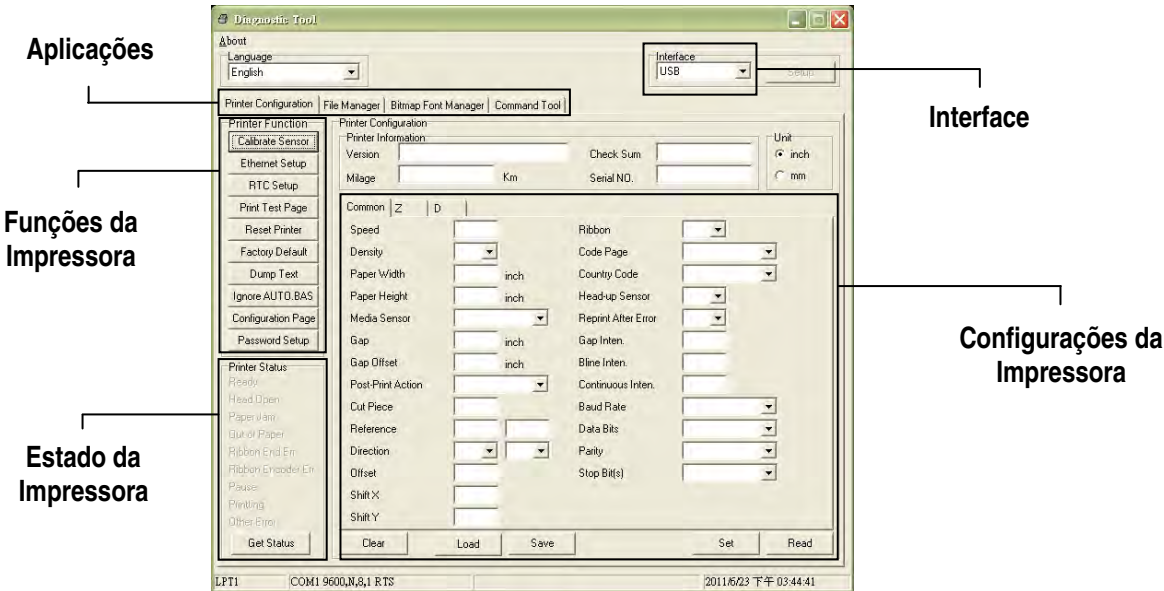 Diagnostic Tool
About
Aplicações
Language
English
Interface
USB
Setup
Interface
Printer Configuration File Manager Bitmap Font Manager Command Tool
Printer Function
Calibrate Sensor
Ethernet Setup
RTC Setup
Print Test Page
Reset Printer
Factory Default
Dump Text
Ignore AUTO.BAS
Configuration Page
Password Setup
Funções da
Impressora
Printer Configuration
Printer Information
Version
Check Sum
Milage
Km
Serial NO.
Unit
inch
mm
Common Z D
Speed
Ribbon
Density
Code Page
Paper Width inch
Country Code
Paper Height inch
Head-up Sensor
Media Sensor
Reprint After Error
Gap inch
Gap Inten.
Gap Offset inch
Bline Inten.
Post-Print Action
Continuous Inten.
Cut Piece
Baud Rate
Reference
Data Bits
Direction
Parity
Offset
Stop Bit(s)
Shift X
Shift Y
Clear Load Save Set Read
Configurações da
Impressora
Printer Status
Ready
Head Open
Paper Jam
Out of Paper
Ribbon End Err
Ribbon Encoder Err
Pause
Printing
Other Error
Get Status
Estado da
Impressora
LPT1 COM1 9600,N,8,1 RTS 2011/6/23 下午 03:44:41